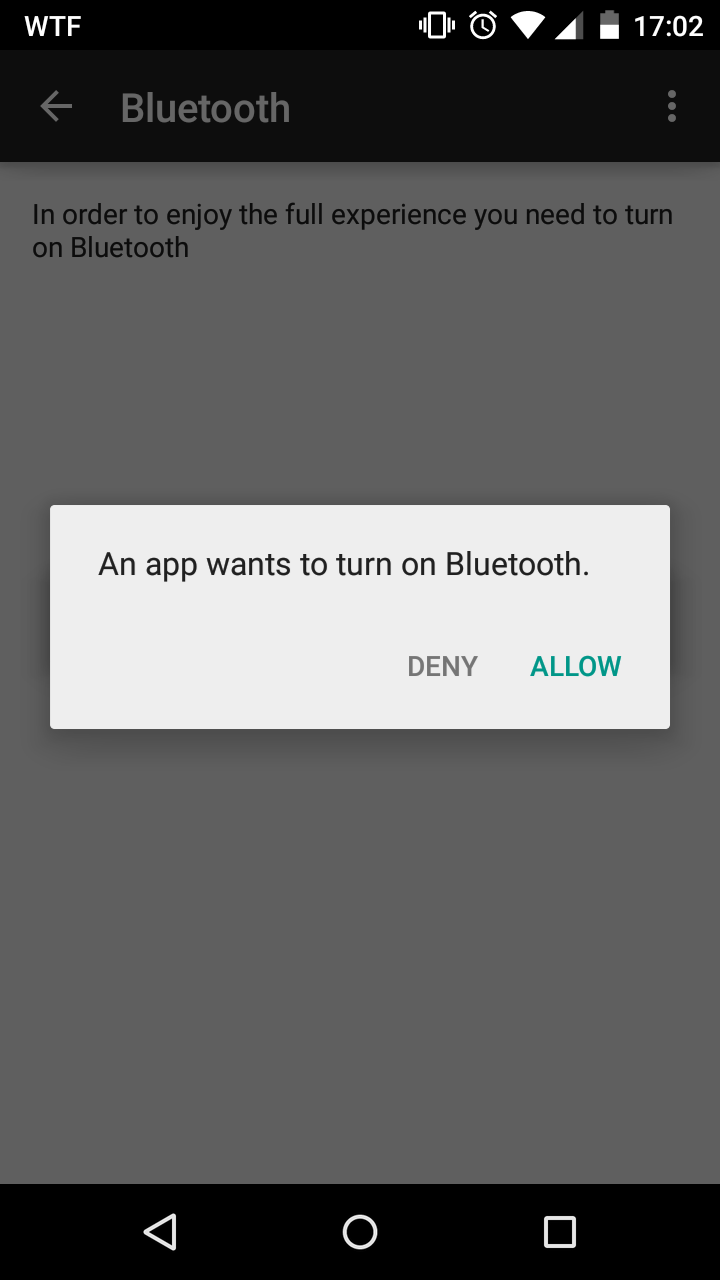 WTF 17:02
Bluetooth
In order to enjoy the full experience you need to turn
on Bluetooth
An app wants to turn on Bluetooth.
DENY ALLOW